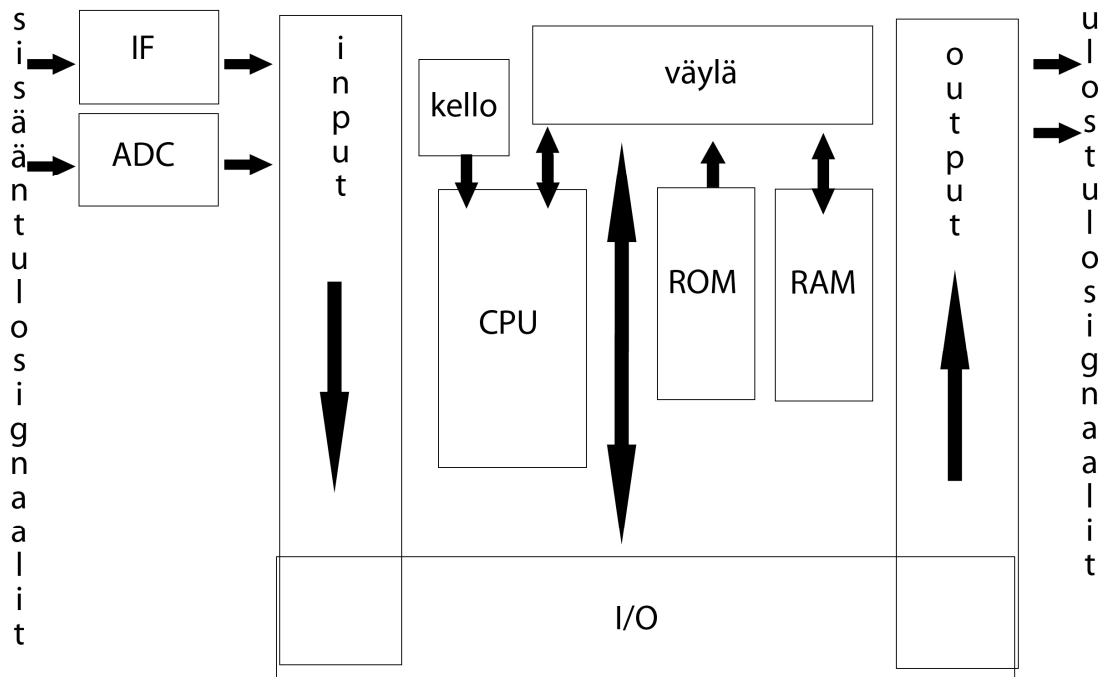 sisääntulosignaalit
IF
ADC
input
kello
väylä
CPU
ROM
RAM
output
ulostulosignaalit
I/O